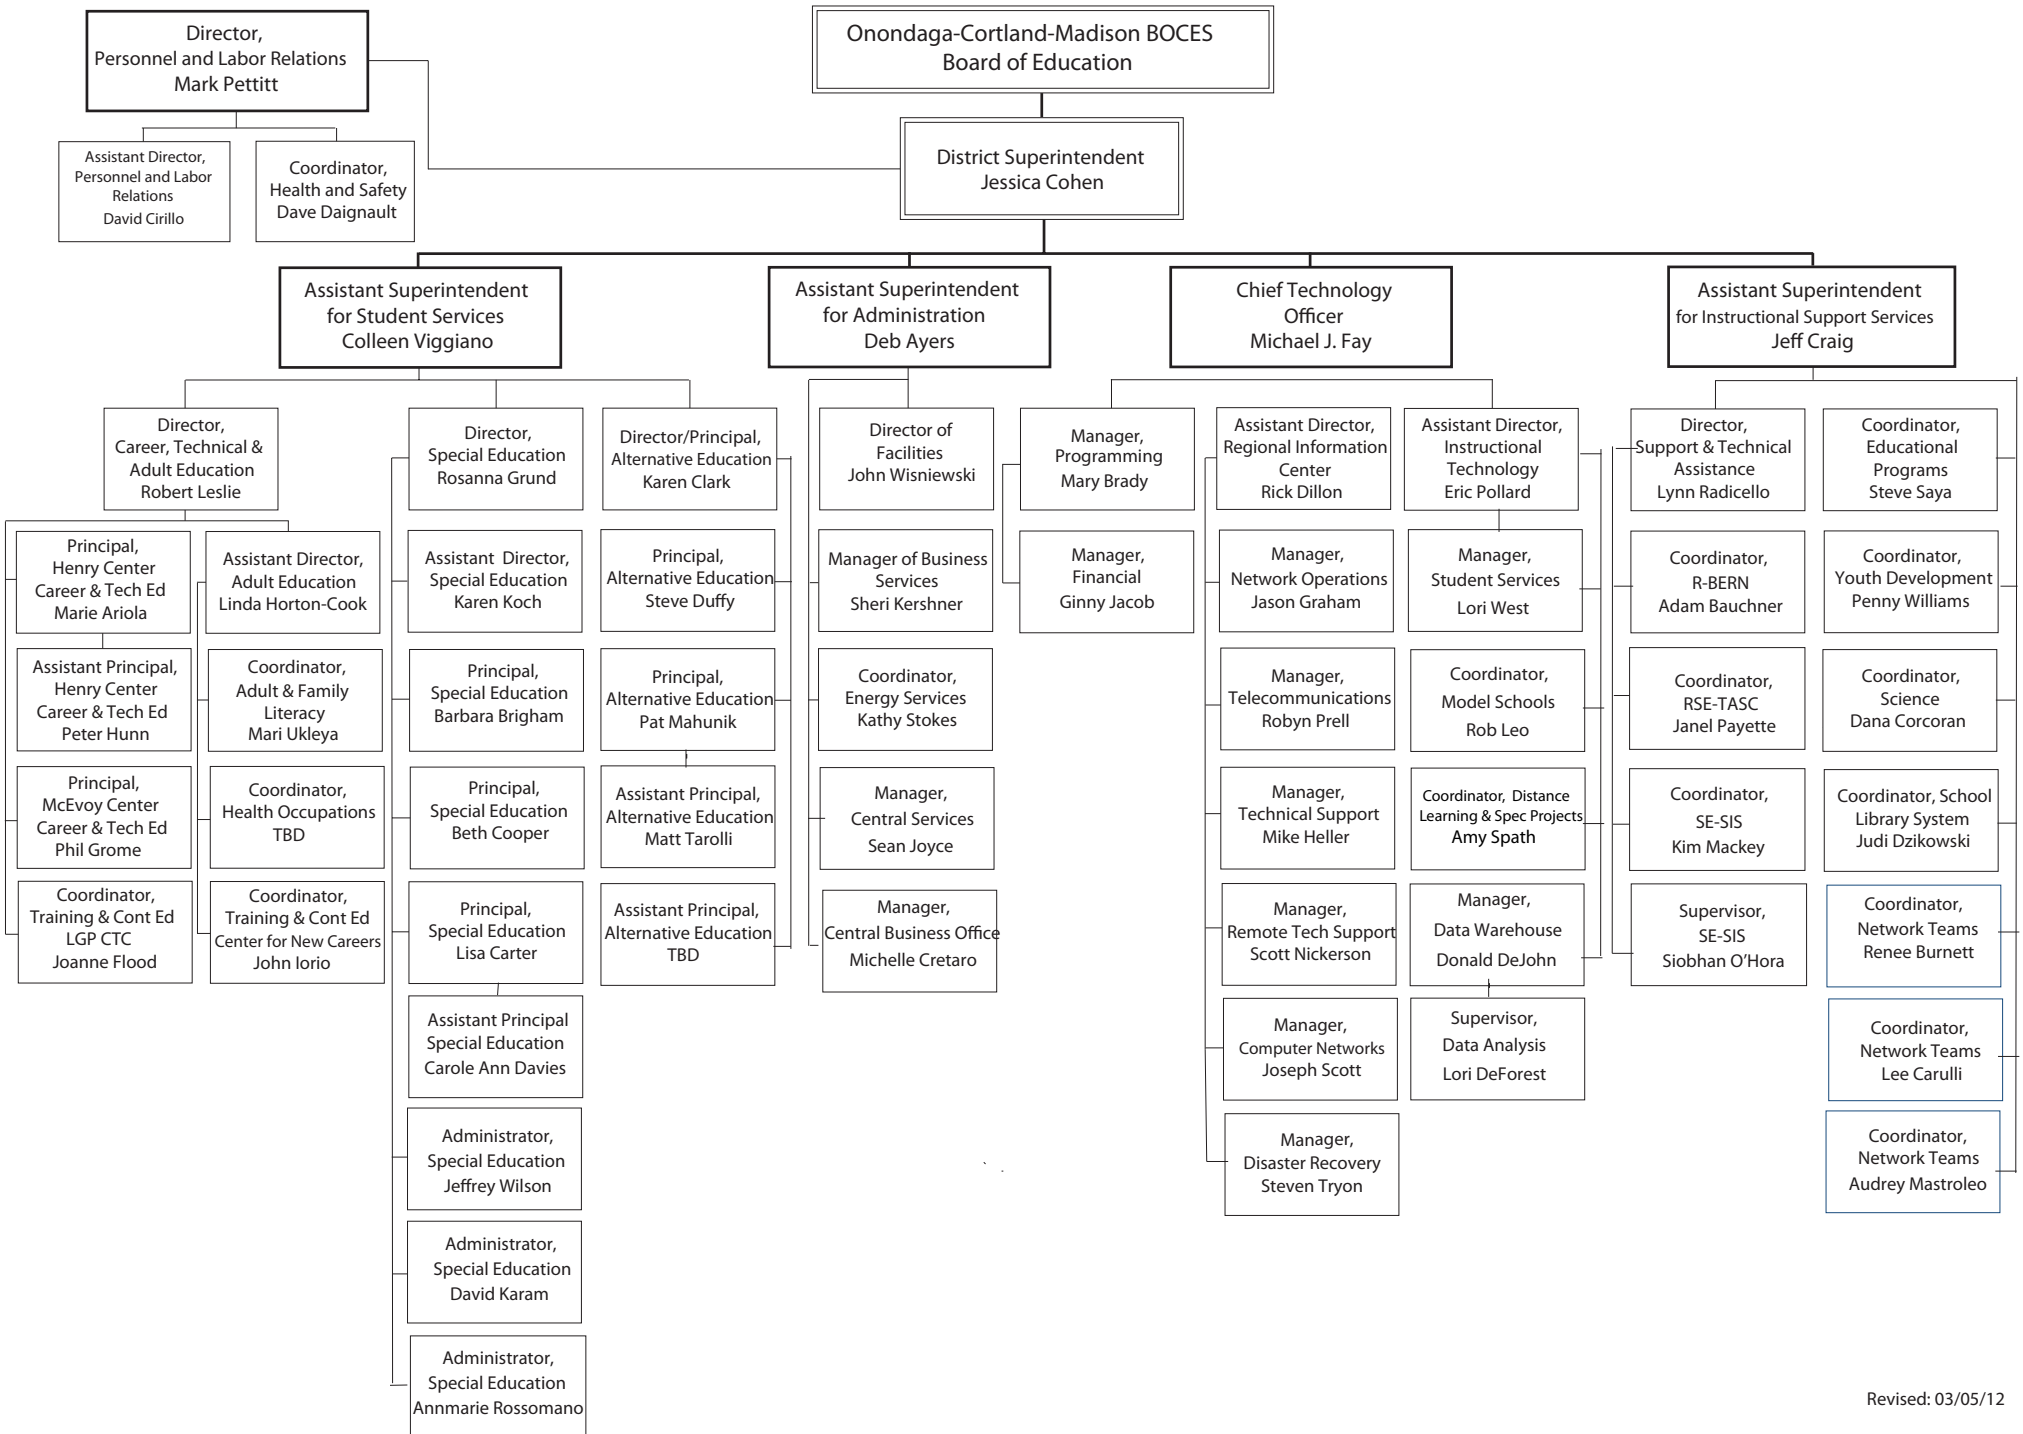 Director,
Personnel and Labor Relations
Mark Pettitt
Onondaga-Cortland-Madison BOCES
Board of Education
Assistant Director,
Personnel and Labor
Relations
David Cirillo
Coordinator,
Health and Safety
Dave Daignault
District Superintendent
Jessica Cohen
Assistant Superintendent
for Student Services
Colleen Viggiano
Assistant Superintendent
for Administration
Deb Ayers
Chief Technology
Officer
Michael J. Fay
Assistant Superintendent
for Instructional Support Services
Jeff Craig
Director,
Career, Technical &
Adult Education
Robert Leslie
Principal,
Henry Center
Career & Tech Ed
Marie Ariola
Assistant Principal,
Henry Center
Career & Tech Ed
Peter Hunn
Principal,
McEvoy Center
Career & Tech Ed
Phil Grome
Coordinator,
Training & Cont Ed
LGP CTC
Joanne Flood
Assistant Director,
Adult Education
Linda Horton-Cook
Coordinator,
Adult & Family
Literacy
Mari Ukleya
Coordinator,
Health Occupations
TBD
Coordinator,
Training & Cont Ed
Center for New Careers
John Iorio
Director,
Special Education
Rosanna Grund
Assistant Director,
Special Education
Karen Koch
Principal,
Special Education
Barbara Brigham
Principal,
Special Education
Beth Cooper
Principal,
Special Education
Lisa Carter
Assistant Principal
Special Education
Carole Ann Davies
Administrator,
Special Education
Jeffrey Wilson
Administrator,
Special Education
David Karam
Administrator,
Special Education
Annmarie Rossomano
Director/Principal,
Alternative Education
Karen Clark
Principal,
Alternative Education
Steve Duffy
Principal,
Alternative Education
Pat Mahunik
Assistant Principal,
Alternative Education
Matt Tarolli
Assistant Principal,
Alternative Education
TBD
Director of
Facilities
John Wisniewski
Manager of Business
Services
Sheri Kershner
Coordinator,
Energy Services
Kathy Stokes
Manager,
Central Services
Sean Joyce
Manager,
Central Business Office
Michelle Cretaro
Manager,
Programming
Mary Brady
Manager,
Financial
Ginny Jacob
Assistant Director,
Regional Information
Center
Rick Dillon
Manager,
Network Operations
Jason Graham
Manager,
Telecommunications
Robyn Prell
Manager,
Technical Support
Mike Heller
Manager,
Remote Tech Support
Scott Nickerson
Manager,
Computer Networks
Joseph Scott
Manager,
Disaster Recovery
Steven Tryon
Assistant Director,
Instructional
Technology
Eric Pollard
Manager,
Student Services
Lori West
Coordinator,
Model Schools
Rob Leo
Coordinator, Distance
Learning & Spec Projects
Amy Spath
Manager,
Data Warehouse
Donald DeJohn
Supervisor,
Data Analysis
Lori DeForest
Director,
Support & Technical
Assistance
Lynn Radicello
Coordinator,
R-BERN
Adam Bauchner
Coordinator,
RSE-TASC
Janel Payette
Coordinator,
SE-SIS
Kim Mackey
Supervisor,
SE-SIS
Siobhan O'Hora
Coordinator,
Educational
Programs
Steve Saya
Coordinator,
Youth Development
Penny Williams
Coordinator,
Science
Dana Corcoran
Coordinator, School
Library System
Judi Dzikowski
Coordinator,
Network Teams
Renee Burnett
Coordinator,
Network Teams
Lee Carulli
Coordinator,
Network Teams
Audrey Mastroleo
Revised: 03/05/12